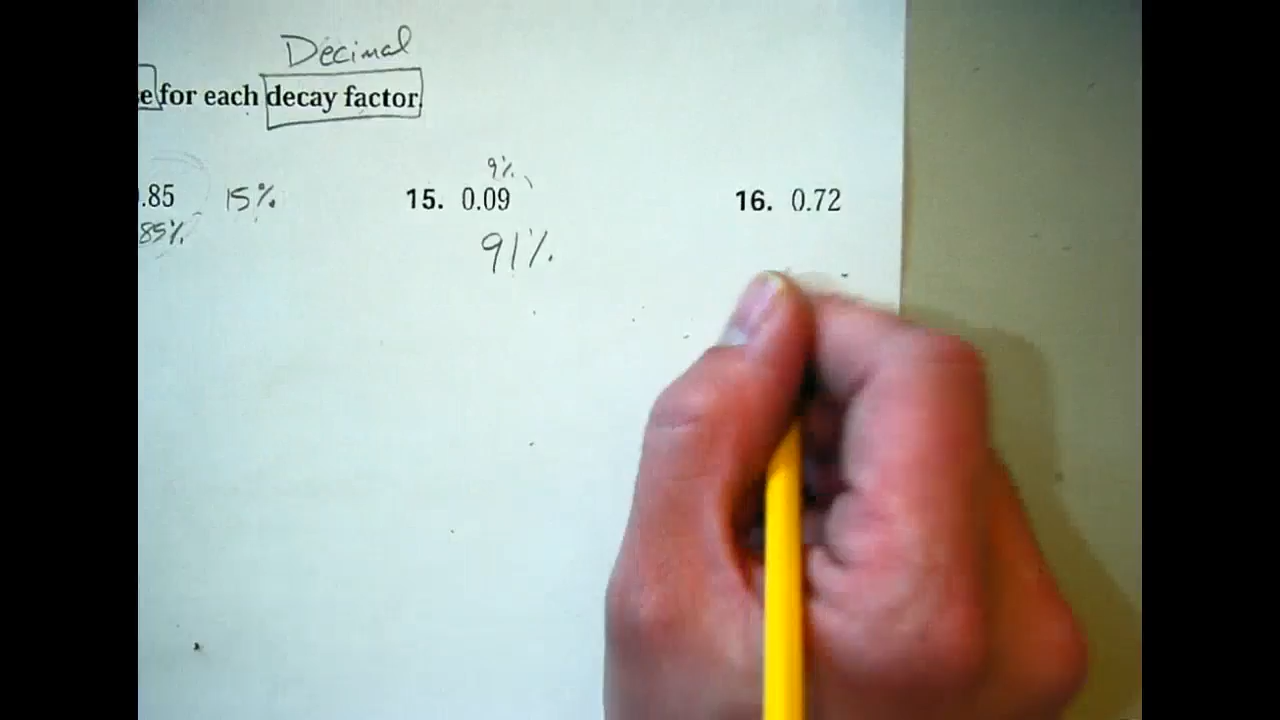 Decimal
e for each decay factor.
9%
.85 15% 15. 0.09 16. 0.72
85% 91%